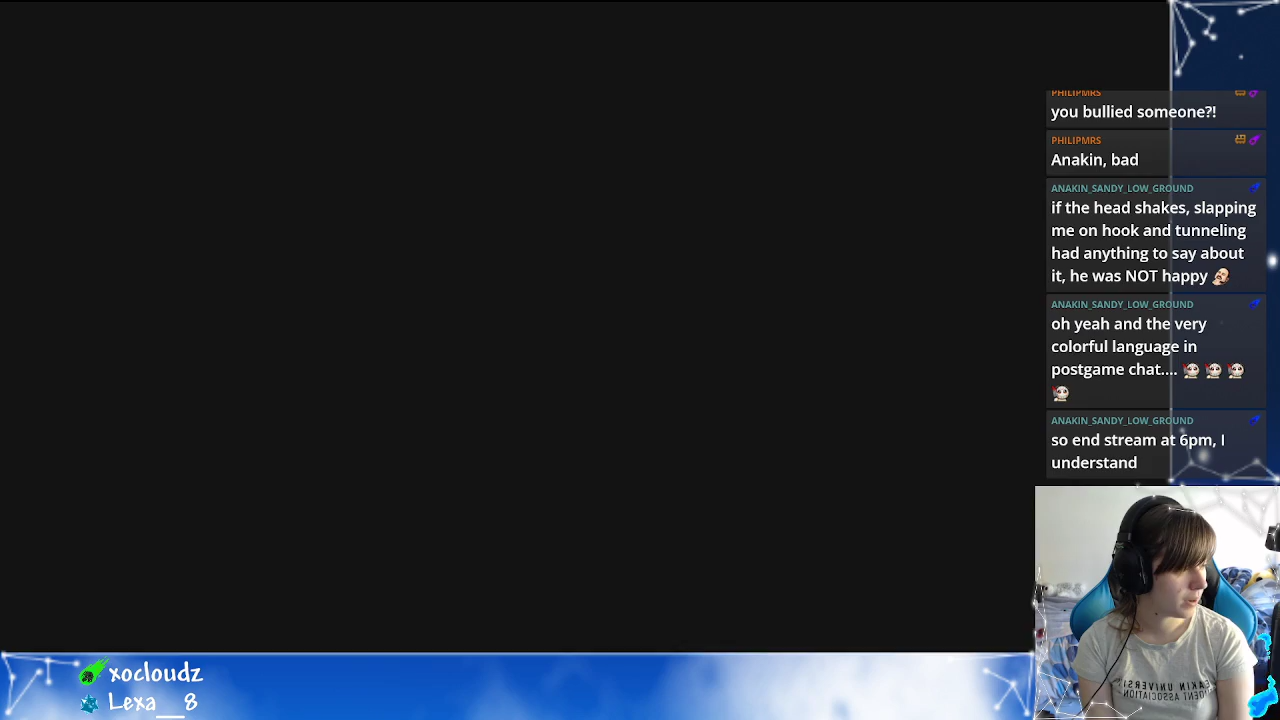 PHILIPMRS
you bullied someone?!
PHILIPMRS
Anakin, bad
ANAKIN_SANDY_LOW_GROUND
if the head shakes, slapping
me on hook and tunneling
had anything to say about
it, he was NOT happy
ANAKIN_SANDY_LOW_GROUND
oh yeah and the very
colorful language in
postgame chat....
ANAKIN_SANDY_LOW_GROUND
so end stream at 6pm, I
understand
xocloudz
Lexa__8